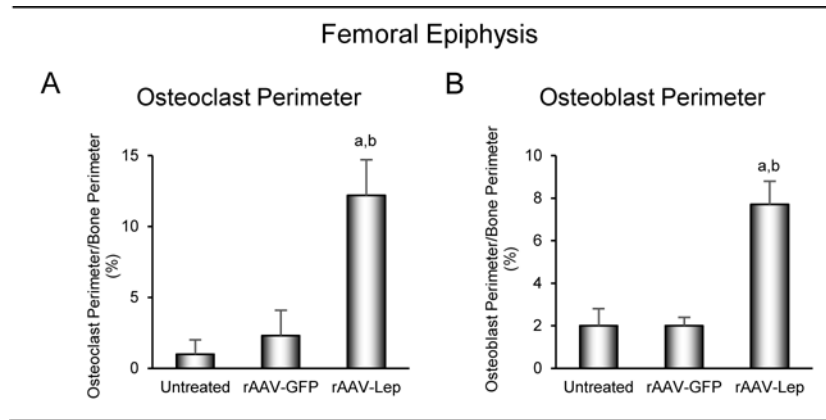 Femoral Epiphysis
A
Osteoclast Perimeter
Osteoclast Perimeter/Bone Perimeter
(%)
15
10
5
0
a,b
Untreated
rAAV-GFP
rAAV-Lep
B
Osteoblast Perimeter
Osteoblast Perimeter/Bone Perimeter
(%)
10
8
6
4
2
0
a,b
Untreated
rAAV-GFP
rAAV-Lep